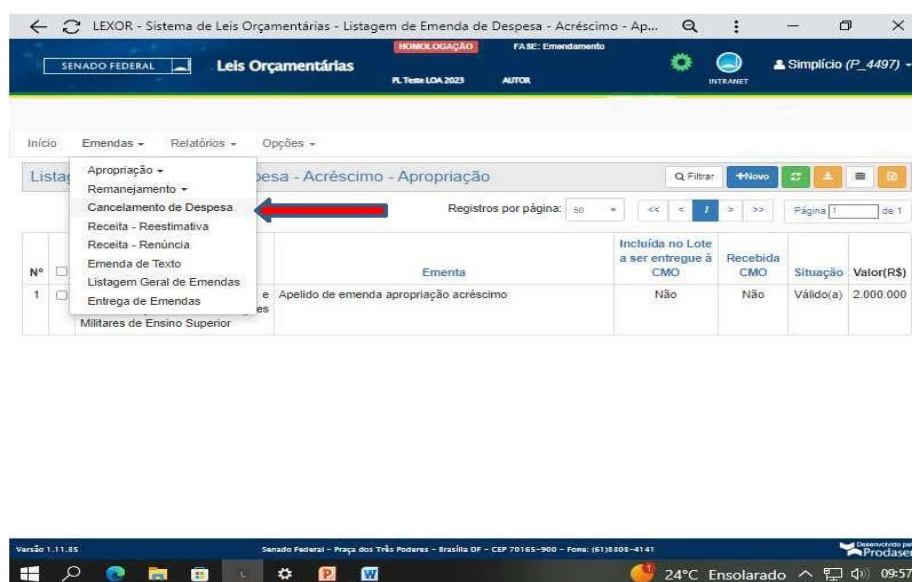 LEXOR - Sistema de Leis Orçamentárias - Listagem de Emenda de Despesa - Acréscimo - Ap...
HOMOLOGAÇÃO FASE: Emendamento
SENADO FEDERAL Leis Orçamentárias
INTRANET
Simplício (P_4497)
PL Teste LOA 2023 AUTOR
Início Emendas Relatórios Opções
Apropriação
Remanejamento
Cancelamento de Despesa
Receita - Reestimativa
Receita - Renúncia
Emenda de Texto
Listagem Geral de Emendas
Entrega de Emendas
Listag pesa - Acréscimo - Apropriação
Filtrar +Novo
Registros por página: 50 << < 1 > >> Página 1 de 1
Nº Ementa Incluída no Lote a ser entregue à CMO Recebida CMO Situação Valor(R$)
1 e Apelido de emenda apropriação acréscimo Não Não Válido(a) 2.000.000
es
Militares de Ensino Superior
Versão 1.11.85 Senado Federal - Praça dos Três Poderes - Brasília DF - CEP 70165-900 - Fone: (61)3303-4141 Desenvolvido pel
Prodasen
24°C Ensolarado 09:57